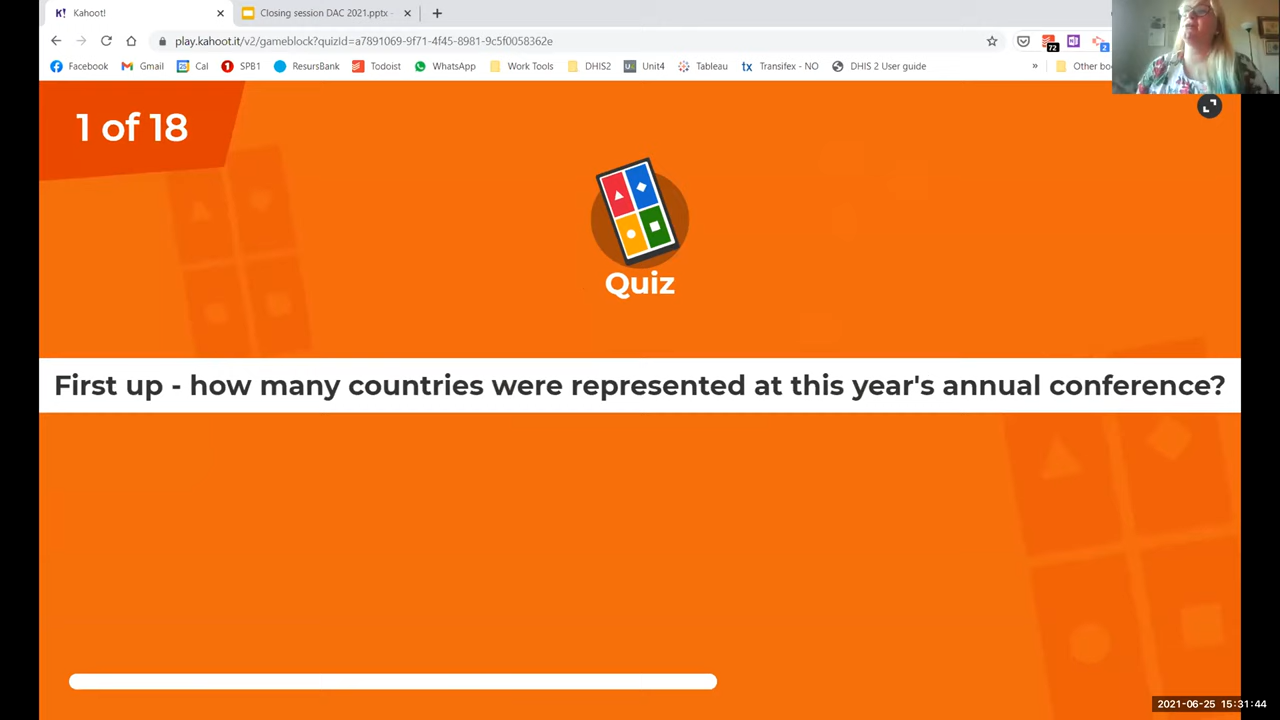 K! Kahoot!
Closing session DAC 2021.pptx -
play.kahoot.it/v2/gameblock?quizId=a7891069-9f71-4f45-8981-9c5f0058362e
72
2
Facebook Gmail Cal SPB1 ResursBank Todoist WhatsApp Work Tools DHIS2 Unit4 Tableau tx Transifex - NO DHIS 2 User guide » Other bo
1 of 18
Quiz
First up - how many countries were represented at this year's annual conference?
2021-06-25 15:31:44